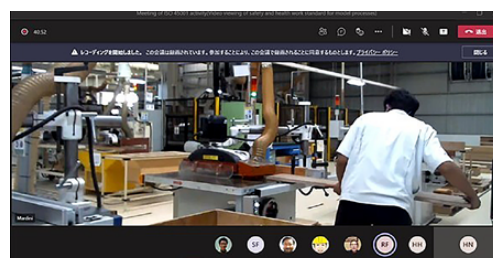 Meeting of ISO 45001 activity(Video viewing of safety and health work standard for model processes)
40:52
退出
レコーディングを開始しました。この会議は録画されています。参加することにより、この会議で録画されることに同意するものとします。プライバシー ポリシー
閉じる
Mardini
SF
RF
HH
HN